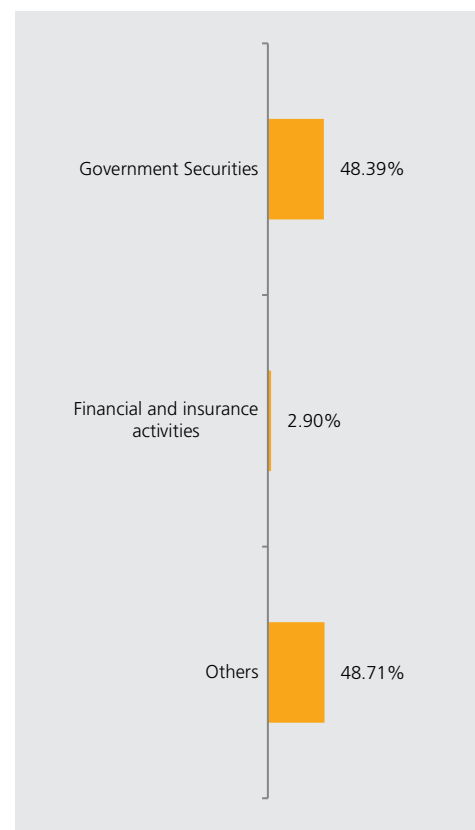 Government Securities 48.39%
Financial and insurance
activities 2.90%
Others 48.71%